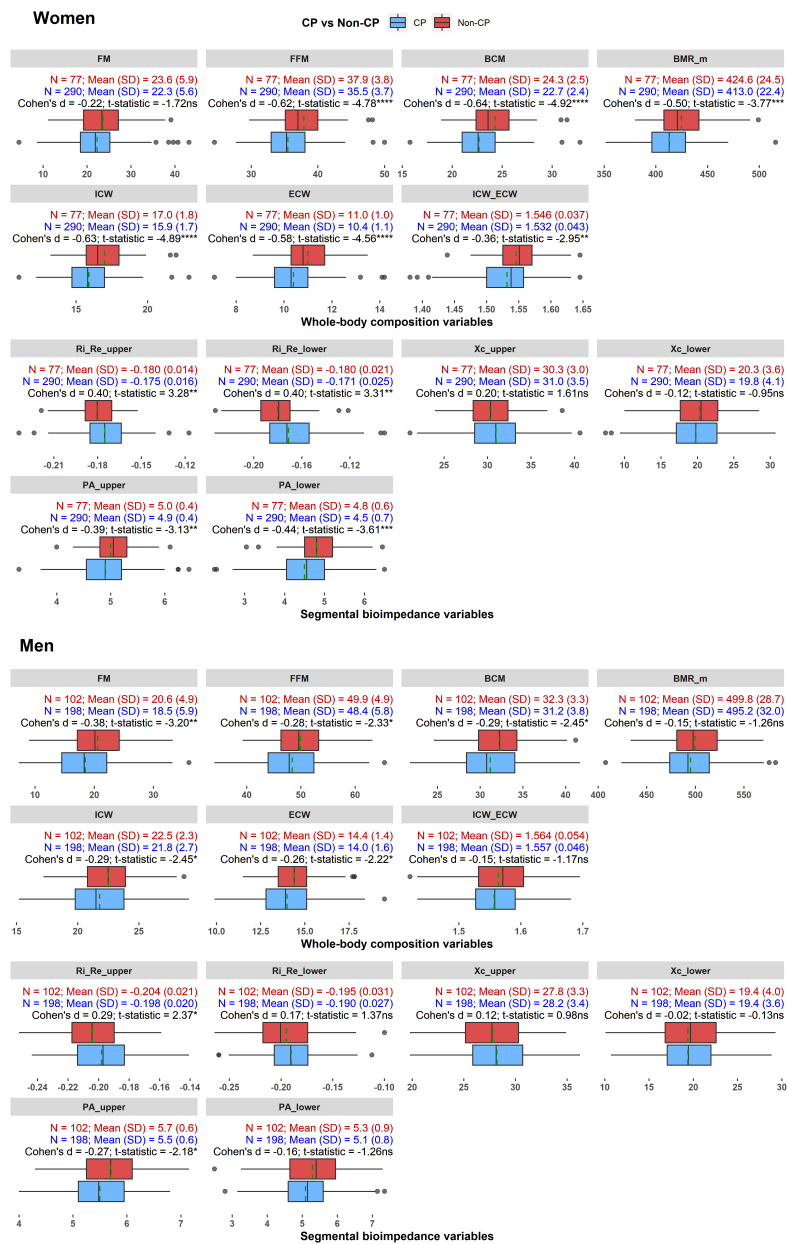 Women
CP vs Non-CP CP Non-CP
FM FFM BCM BMR_m
N = 77; Mean (SD) = 23.6 (5.9) N = 77; Mean (SD) = 37.9 (3.8) N = 77; Mean (SD) = 24.3 (2.5) N = 77; Mean (SD) = 424.6 (24.5)
N = 290; Mean (SD) = 22.3 (5.6) N = 290; Mean (SD) = 35.5 (3.7) N = 290; Mean (SD) = 22.7 (2.4) N = 290; Mean (SD) = 413.0 (22.4)
Cohen's d = -0.22; t-statistic = -1.72ns Cohen's d = -0.62; t-statistic = -4.78**** Cohen's d = -0.64; t-statistic = -4.92**** Cohen's d = -0.50; t-statistic = -3.77***
10 20 30 40 30 40 50 15 20 25 30 350 400 450 500
ICW ECW ICW_ECW
N = 77; Mean (SD) = 17.0 (1.8) N = 77; Mean (SD) = 11.0 (1.0) N = 77; Mean (SD) = 1.546 (0.037)
N = 290; Mean (SD) = 15.9 (1.7) N = 290; Mean (SD) = 10.4 (1.1) N = 290; Mean (SD) = 1.532 (0.043)
Cohen's d = -0.63; t-statistic = -4.89**** Cohen's d = -0.58; t-statistic = -4.56**** Cohen's d = -0.36; t-statistic = -2.95**
15 20 8 10 12 14 1.40 1.45 1.50 1.55 1.60 1.65
Whole-body composition variables
Ri_Re_upper Ri_Re_lower Xc_upper Xc_lower
N = 77; Mean (SD) = -0.180 (0.014) N = 77; Mean (SD) = -0.180 (0.021) N = 77; Mean (SD) = 30.3 (3.0) N = 77; Mean (SD) = 20.3 (3.6)
N = 290; Mean (SD) = -0.175 (0.016) N = 290; Mean (SD) = -0.171 (0.025) N = 290; Mean (SD) = 31.0 (3.5) N = 290; Mean (SD) = 19.8 (4.1)
Cohen's d = 0.40; t-statistic = 3.28** Cohen's d = 0.40; t-statistic = 3.31** Cohen's d = 0.20; t-statistic = 1.61ns Cohen's d = -0.12; t-statistic = -0.95ns
-0.21 -0.18 -0.15 -0.12 -0.20 -0.16 -0.12 25 30 35 40 10 15 20 25 30
PA_upper PA_lower
N = 77; Mean (SD) = 5.0 (0.4) N = 77; Mean (SD) = 4.8 (0.6)
N = 290; Mean (SD) = 4.9 (0.4) N = 290; Mean (SD) = 4.5 (0.7)
Cohen's d = -0.39; t-statistic = -3.13** Cohen's d = -0.44; t-statistic = -3.61***
4 5 6 3 4 5 6
Segmental bioimpedance variables
Men
FM FFM BCM BMR_m
N = 102; Mean (SD) = 20.6 (4.9) N = 102; Mean (SD) = 49.9 (4.9) N = 102; Mean (SD) = 32.3 (3.3) N = 102; Mean (SD) = 499.8 (28.7)
N = 198; Mean (SD) = 18.5 (5.9) N = 198; Mean (SD) = 48.4 (5.8) N = 198; Mean (SD) = 31.2 (3.8) N = 198; Mean (SD) = 495.2 (32.0)
Cohen's d = -0.38; t-statistic = -3.20** Cohen's d = -0.28; t-statistic = -2.33* Cohen's d = -0.29; t-statistic = -2.45* Cohen's d = -0.15; t-statistic = -1.26ns
10 20 30 40 50 60 25 30 35 40 400 450 500 550
ICW ECW ICW_ECW
N = 102; Mean (SD) = 22.5 (2.3) N = 102; Mean (SD) = 14.4 (1.4) N = 102; Mean (SD) = 1.564 (0.054)
N = 198; Mean (SD) = 21.8 (2.7) N = 198; Mean (SD) = 14.0 (1.6) N = 198; Mean (SD) = 1.557 (0.046)
Cohen's d = -0.29; t-statistic = -2.45* Cohen's d = -0.26; t-statistic = -2.22* Cohen's d = -0.15; t-statistic = -1.17ns
15 20 25 10.0 12.5 15.0 17.5 1.5 1.6 1.7
Whole-body composition variables
Ri_Re_upper Ri_Re_lower Xc_upper Xc_lower
N = 102; Mean (SD) = -0.204 (0.021) N = 102; Mean (SD) = -0.195 (0.031) N = 102; Mean (SD) = 27.8 (3.3) N = 102; Mean (SD) = 19.4 (4.0)
N = 198; Mean (SD) = -0.198 (0.020) N = 198; Mean (SD) = -0.190 (0.027) N = 198; Mean (SD) = 28.2 (3.4) N = 198; Mean (SD) = 19.4 (3.6)
Cohen's d = 0.29; t-statistic = 2.37* Cohen's d = 0.17; t-statistic = 1.37ns Cohen's d = 0.12; t-statistic = 0.98ns Cohen's d = -0.02; t-statistic = -0.13ns
-0.24 -0.22 -0.20 -0.18 -0.16 -0.14 -0.25 -0.20 -0.15 -0.10 20 25 30 35 10 15 20 25 30
PA_upper PA_lower
N = 102; Mean (SD) = 5.7 (0.6) N = 102; Mean (SD) = 5.3 (0.9)
N = 198; Mean (SD) = 5.5 (0.6) N = 198; Mean (SD) = 5.1 (0.8)
Cohen's d = -0.27; t-statistic = -2.18* Cohen's d = -0.16; t-statistic = -1.26ns
4 5 6 7 3 4 5 6 7
Segmental bioimpedance variables